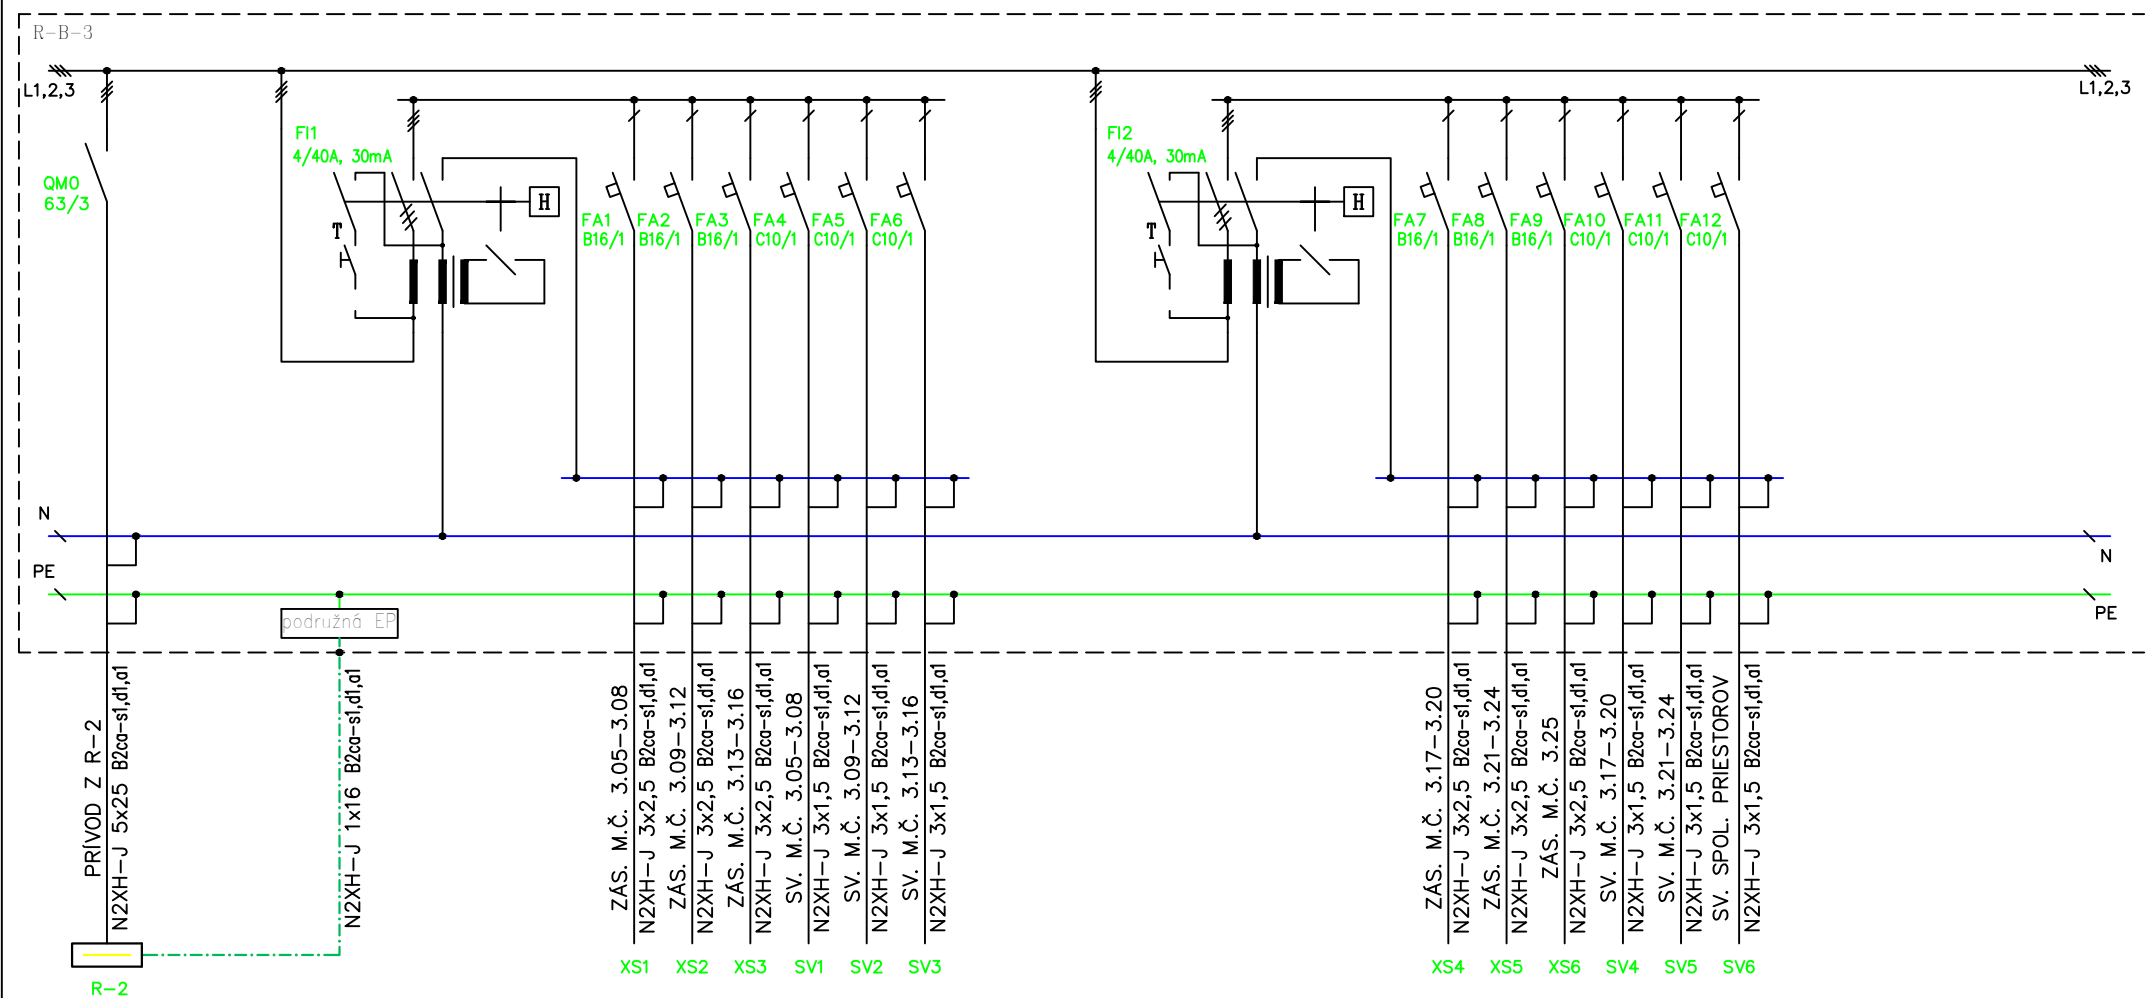 R-B-3
L1,2,3
L1,2,3
QM0
63/3
FI1
4/40A, 30mA
T
H
FA1
B16/1
FA2
B16/1
FA3
B16/1
FA4
C10/1
FA5
C10/1
FA6
C10/1
FI2
4/40A, 30mA
T
H
FA7
B16/1
FA8
B16/1
FA9
B16/1
FA10
C10/1
FA11
C10/1
FA12
C10/1
N
N
PE
PE
podružná EP
PRÍVOD Z R-2
N2XH-J 5x25 B2ca-s1,d1,a1
N2XH-J 1x16 B2ca-s1,d1,a1
ZÁS. M.Č. 3.05-3.08
N2XH-J 3x2,5 B2ca-s1,d1,a1
ZÁS. M.Č. 3.09-3.12
N2XH-J 3x2,5 B2ca-s1,d1,a1
ZÁS. M.Č. 3.13-3.16
N2XH-J 3x2,5 B2ca-s1,d1,a1
SV. M.Č. 3.05-3.08
N2XH-J 3x1,5 B2ca-s1,d1,a1
SV. M.Č. 3.09-3.12
N2XH-J 3x1,5 B2ca-s1,d1,a1
SV. M.Č. 3.13-3.16
N2XH-J 3x1,5 B2ca-s1,d1,a1
ZÁS. M.Č. 3.17-3.20
N2XH-J 3x2,5 B2ca-s1,d1,a1
ZÁS. M.Č. 3.21-3.24
N2XH-J 3x2,5 B2ca-s1,d1,a1
ZÁS. M.Č. 3.25
N2XH-J 3x2,5 B2ca-s1,d1,a1
SV. M.Č. 3.17-3.20
N2XH-J 3x1,5 B2ca-s1,d1,a1
SV. M.Č. 3.21-3.24
N2XH-J 3x1,5 B2ca-s1,d1,a1
SV. SPOL. PRIESTOROV
N2XH-J 3x1,5 B2ca-s1,d1,a1
R-2
XS1
XS2
XS3
SV1
SV2
SV3
XS4
XS5
XS6
SV4
SV5
SV6